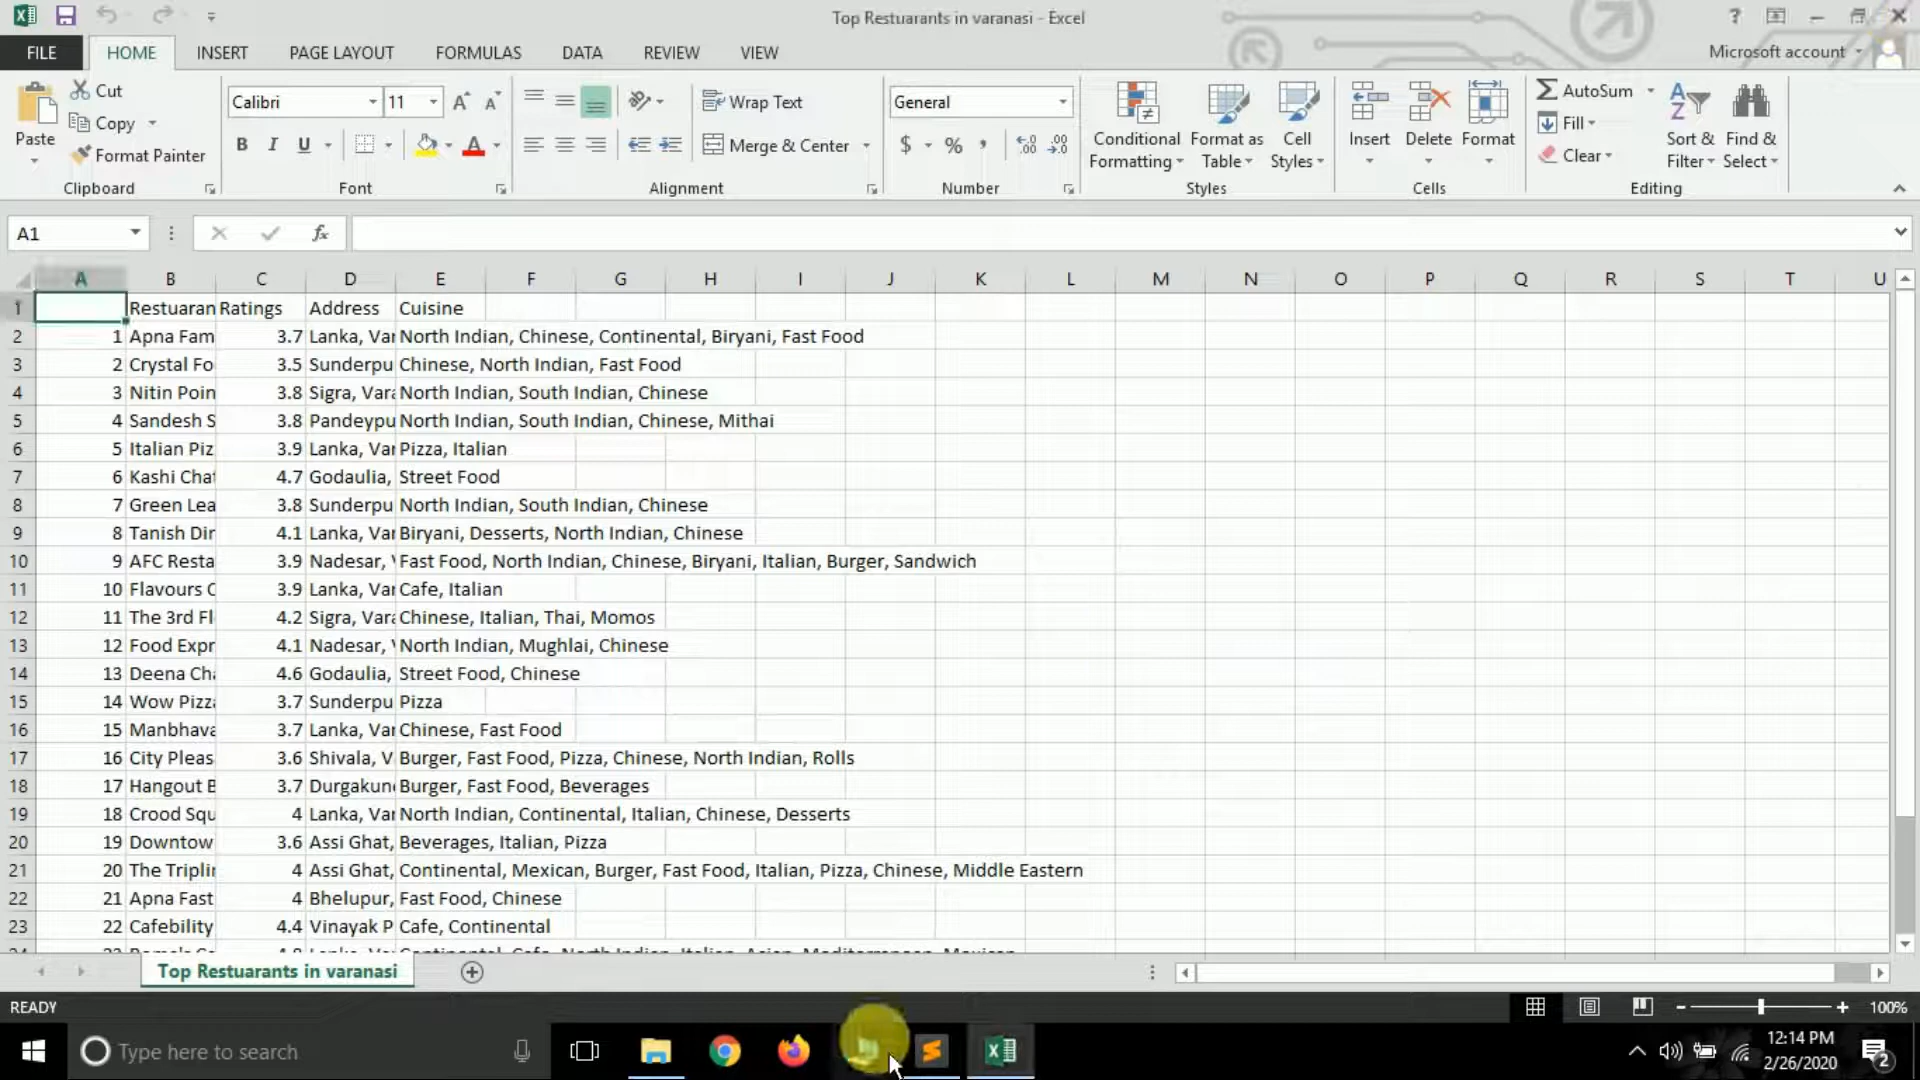 Top Restuarants in varanasi - Excel
FILE HOME INSERT PAGE LAYOUT FORMULAS DATA REVIEW VIEW Microsoft account
Paste Cut Copy Format Painter Clipboard
Calibri 11 B I U A Font
Wrap Text Merge & Center Alignment
General $ % , Number
Conditional Formatting Format as Table Cell Styles Styles
Insert Delete Format Cells
AutoSum Fill Clear Sort & Filter Find & Select Editing
A1 fx
A B C D E F G H I J K L M N O P Q R S T U
1 Restuaran Ratings Address Cuisine
2 1 Apna Fam 3.7 Lanka, Var North Indian, Chinese, Continental, Biryani, Fast Food
3 2 Crystal Fo 3.5 Sunderpu Chinese, North Indian, Fast Food
4 3 Nitin Poin 3.8 Sigra, Vara North Indian, South Indian, Chinese
5 4 Sandesh S 3.8 Pandeypu North Indian, South Indian, Chinese, Mithai
6 5 Italian Piz 3.9 Lanka, Var Pizza, Italian
7 6 Kashi Chat 4.7 Godaulia, Street Food
8 7 Green Lea 3.8 Sunderpu North Indian, South Indian, Chinese
9 8 Tanish Din 4.1 Lanka, Var Biryani, Desserts, North Indian, Chinese
10 9 AFC Resta 3.9 Nadesar, Fast Food, North Indian, Chinese, Biryani, Italian, Burger, Sandwich
11 10 Flavours 3.9 Lanka, Var Cafe, Italian
12 11 The 3rd Fl 4.2 Sigra, Vara Chinese, Italian, Thai, Momos
13 12 Food Expr 4.1 Nadesar, North Indian, Mughlai, Chinese
14 13 Deena Cha 4.6 Godaulia, Street Food, Chinese
15 14 Wow Pizza 3.7 Sunderpu Pizza
16 15 Manbhava 3.7 Lanka, Var Chinese, Fast Food
17 16 City Pleas 3.6 Shivala, V Burger, Fast Food, Pizza, Chinese, North Indian, Rolls
18 17 Hangout B 3.7 Durgakun Burger, Fast Food, Beverages
19 18 Crood Squ 4 Lanka, Var North Indian, Continental, Italian, Chinese, Desserts
20 19 Downtow 3.6 Assi Ghat, Beverages, Italian, Pizza
21 20 The Triplin 4 Assi Ghat, Continental, Mexican, Burger, Fast Food, Italian, Pizza, Chinese, Middle Eastern
22 21 Apna Fast 4 Bhelupur, Fast Food, Chinese
23 22 Cafebility 4.4 Vinayak P Cafe, Continental
Top Restuarants in varanasi
READY 100%
Type here to search 12:14 PM
2/26/2020 2